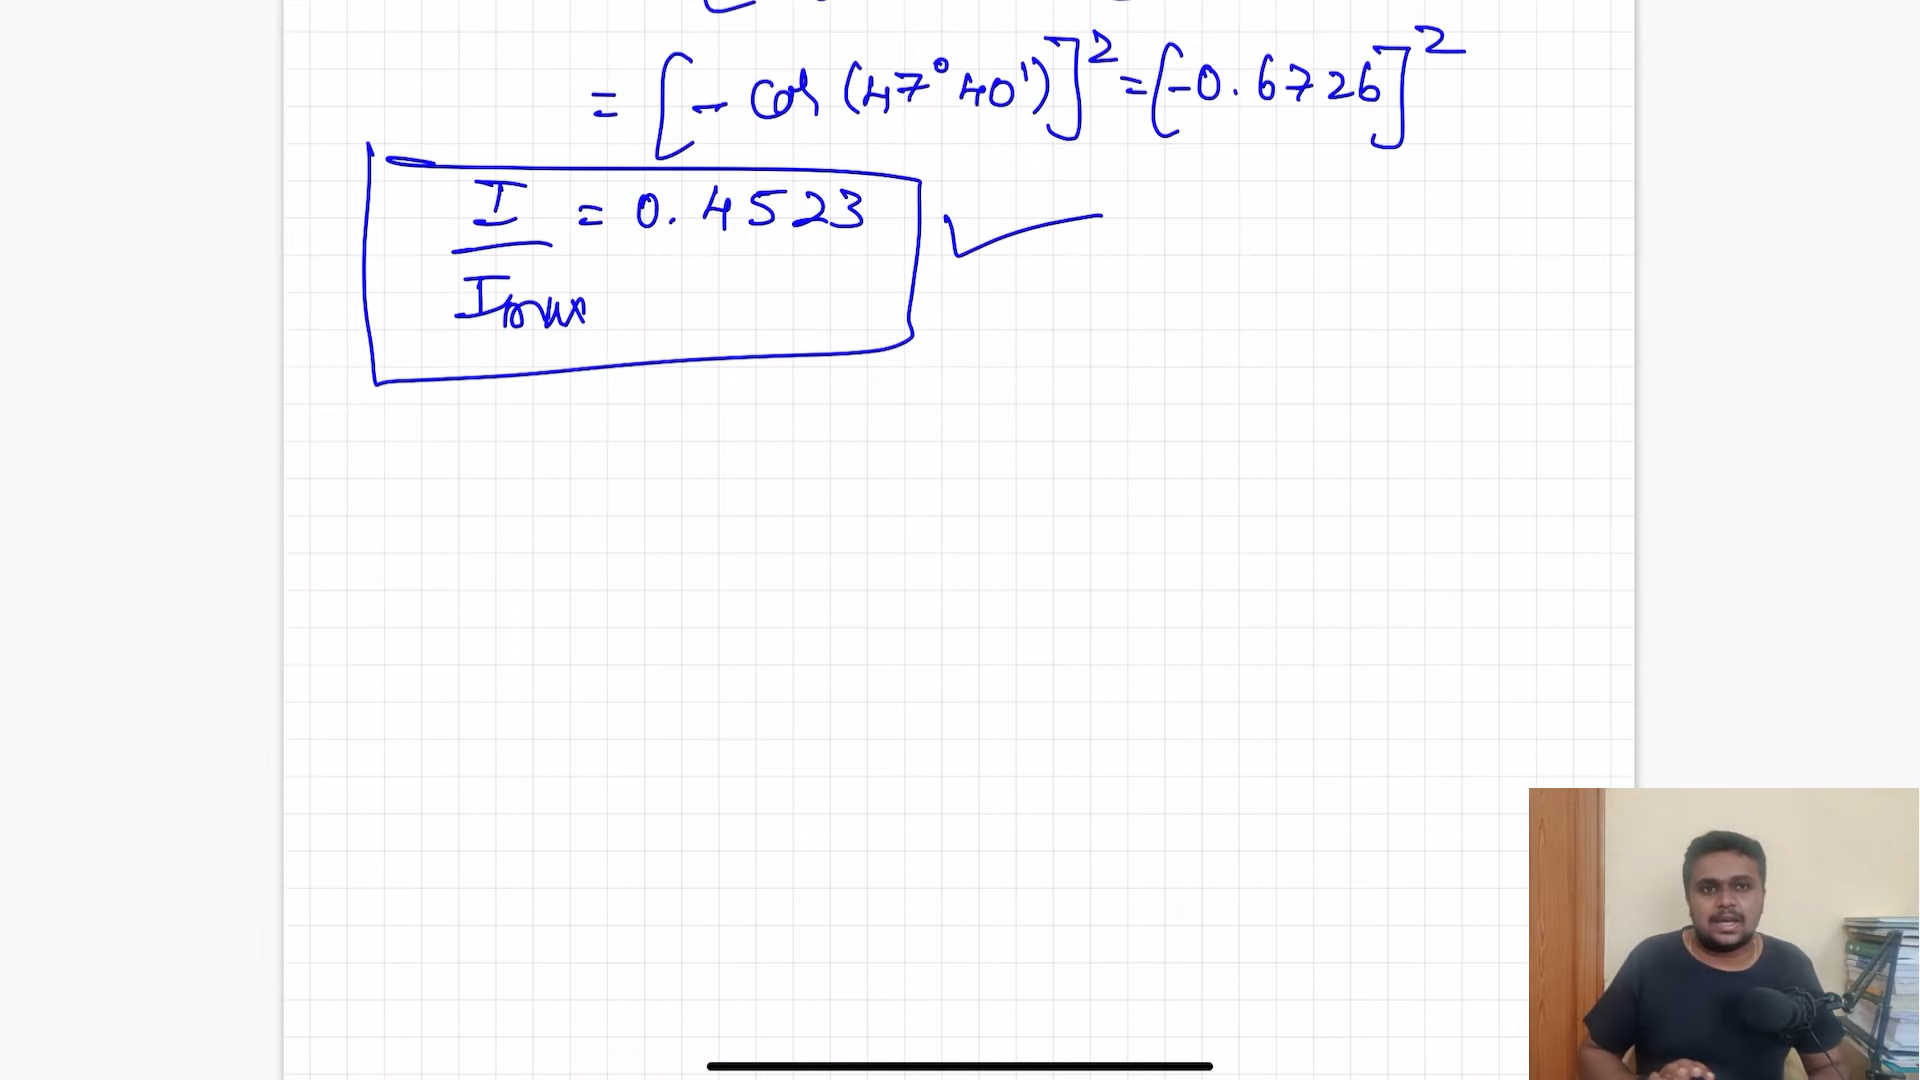 = [- cos (47°40')]² = [-0.6726]²
I / Imax = 0.4523